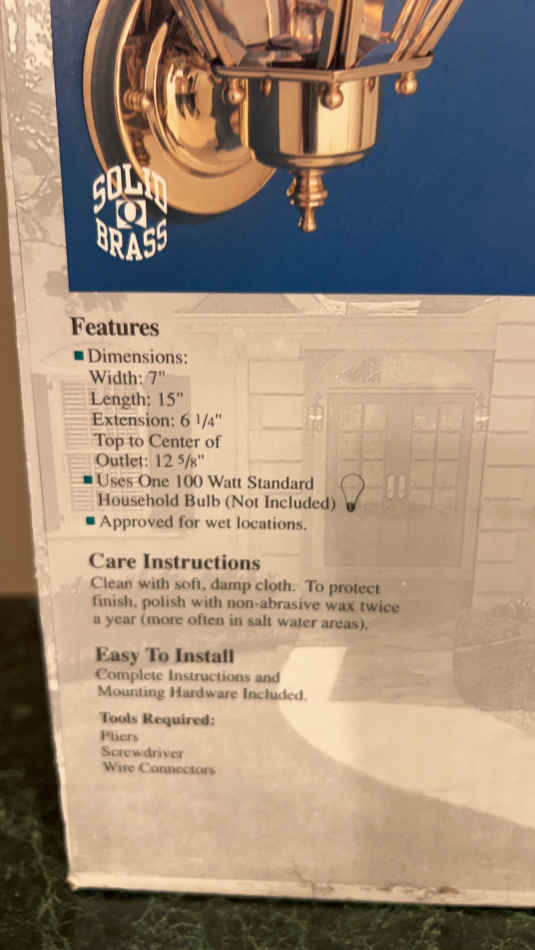 SOLID
BRASS
Features
■ Dimensions:
Width: 7"
Length: 15"
Extension: 6 1/4"
Top to Center of
Outlet: 12 5/8"
■ Uses One 100 Watt Standard
Household Bulb (Not Included)
■ Approved for wet locations.
Care Instructions
Clean with soft, damp cloth. To protect
finish, polish with non-abrasive wax twice
a year (more often in salt water areas).
Easy To Install
Complete Instructions and
Mounting Hardware Included.
Tools Required:
Pliers
Screwdriver
Wire Connectors